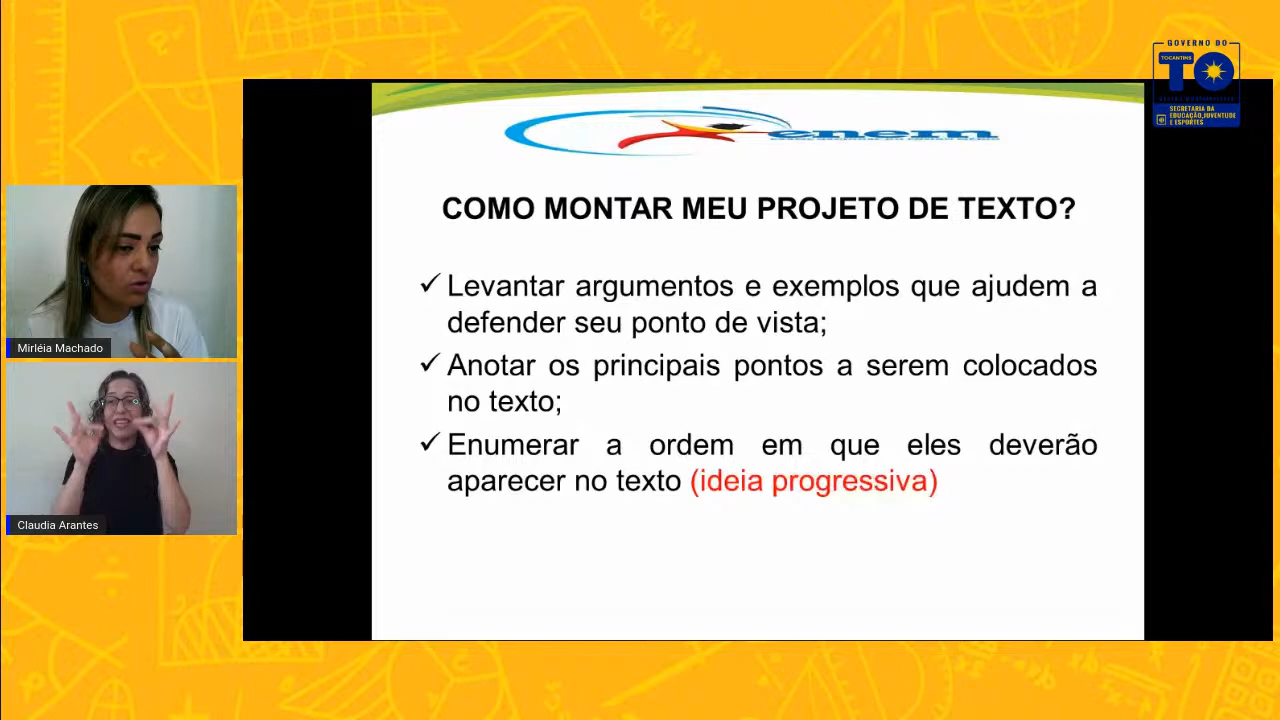 GOVERNO DO
TOCANTINS
TO
SECRETARIA DA
EDUCAÇÃO, JUVENTUDE
E ESPORTES
enem
COMO MONTAR MEU PROJETO DE TEXTO?
✓ Levantar argumentos e exemplos que ajudem a
defender seu ponto de vista;
✓ Anotar os principais pontos a serem colocados
no texto;
✓ Enumerar a ordem em que eles deverão
aparecer no texto (ideia progressiva)
Mirléia Machado
Claudia Arantes